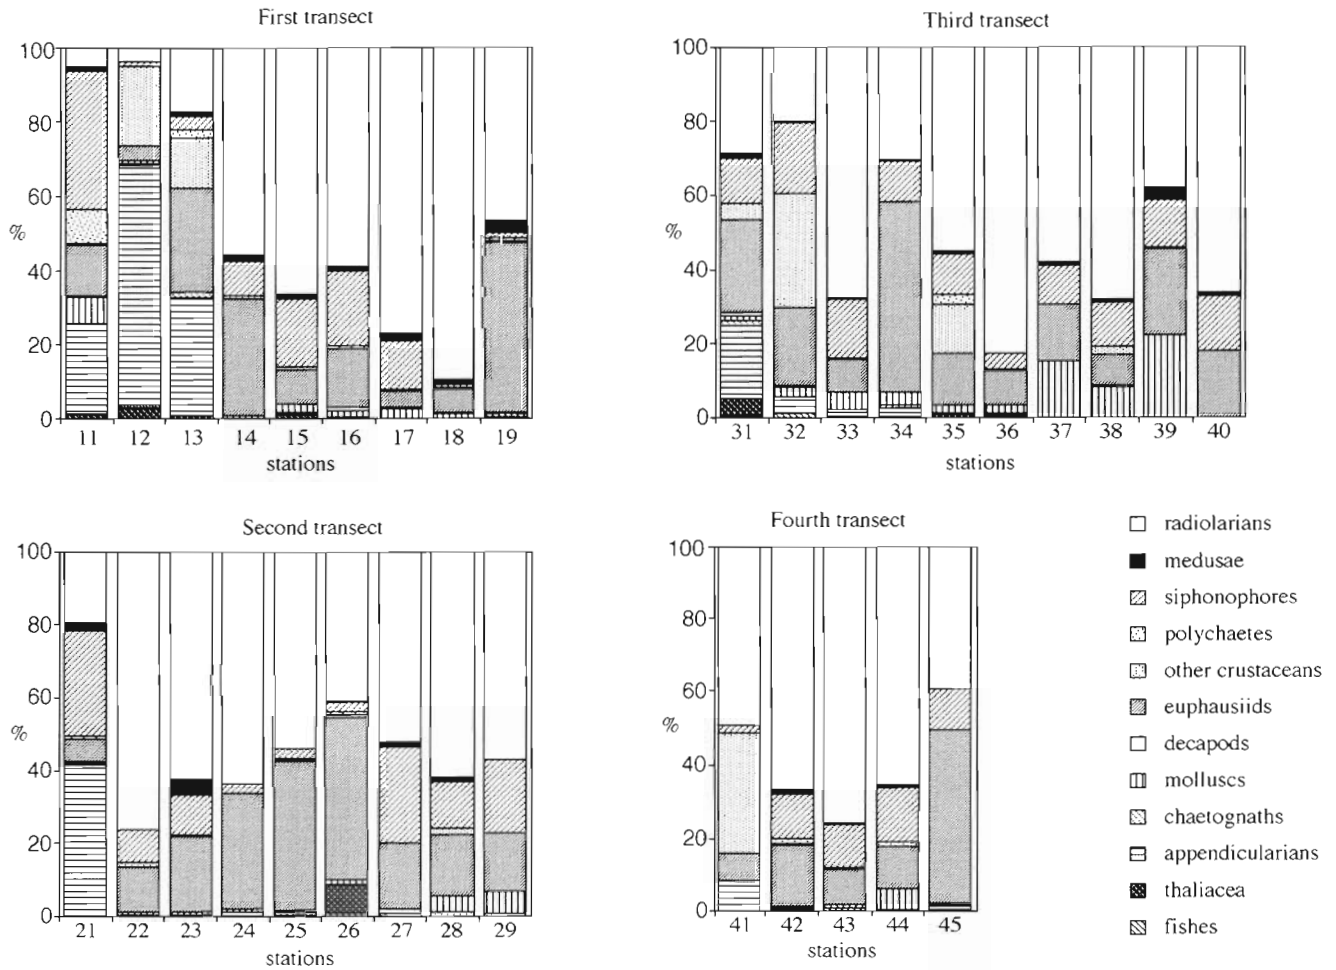 First transect
100
80
60
%
40
20
0
11 12 13 14 15 16 17 18 19
stations
Third transect
100
80
60
%
40
20
0
31 32 33 34 35 36 37 38 39 40
stations
Second transect
100
80
60
%
40
20
0
21 22 23 24 25 26 27 28 29
stations
Fourth transect
100
80
60
%
40
20
0
41 42 43 44 45
stations
radiolarians
medusae
siphonophores
polychaetes
other crustaceans
euphausiids
decapods
molluscs
chaetognaths
appendicularians
thaliacea
fishes